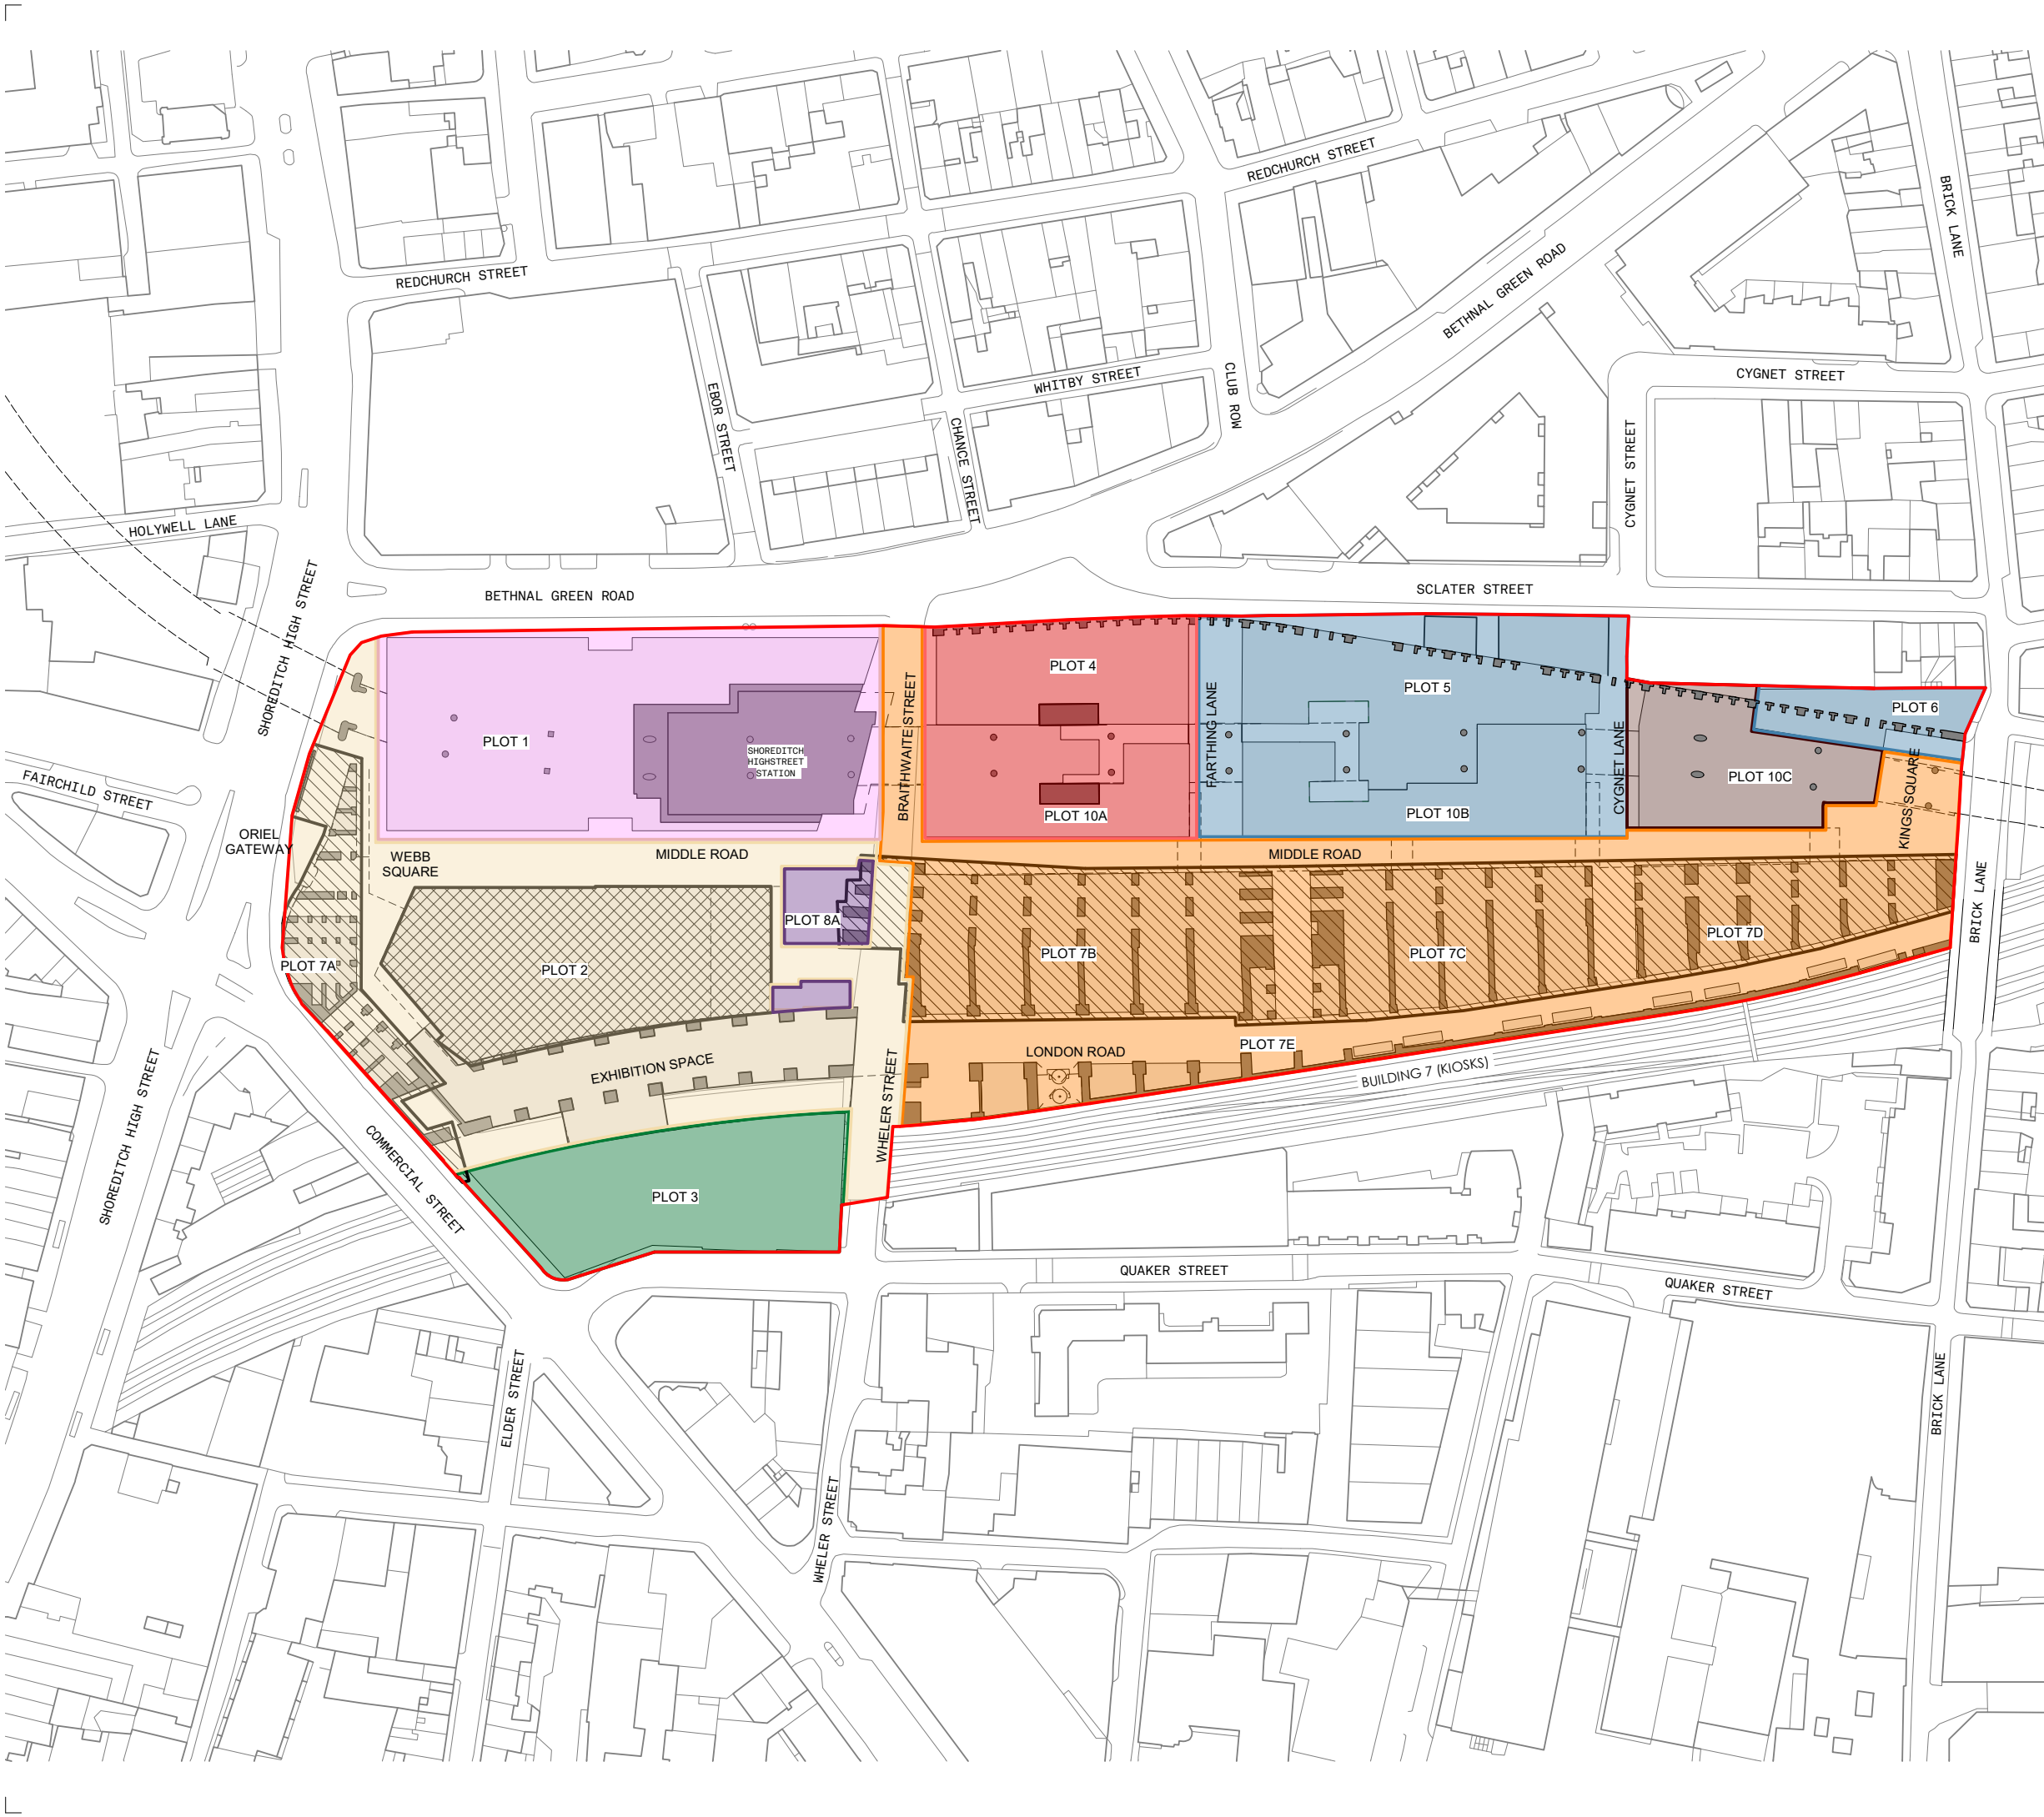 REDCHURCH STREET
BRICK LANE
REDCHURCH STREET
BETHNAL GREEN ROAD
WHITBY STREET
CYGNET STREET
EBOR STREET
CLUB ROW
CHANCE STREET
CYGNET STREET
HOLYWELL LANE
SHOREDITCH HIGH STREET
BETHNAL GREEN ROAD
SCLATER STREET
PLOT 4
PLOT 5
PLOT 6
FARTHING LANE
BRAITHWAITE STREET
PLOT 1
SHOREDITCH
HIGHSTREET
STATION
CYGNET LANE
PLOT 10C
KINGS SQUARE
FAIRCHILD STREET
PLOT 10A
PLOT 10B
ORIEL
GATEWAY
WEBB
SQUARE
MIDDLE ROAD
MIDDLE ROAD
BRICK LANE
PLOT 8A
PLOT 7A
PLOT 2
PLOT 7B
PLOT 7C
PLOT 7D
EXHIBITION SPACE
LONDON ROAD
PLOT 7E
BUILDING 7 (KIOSKS)
WHELER STREET
SHOREDITCH HIGH STREET
COMMERCIAL STREET
PLOT 3
QUAKER STREET
QUAKER STREET
ELDER STREET
BRICK LANE
WHELER STREET